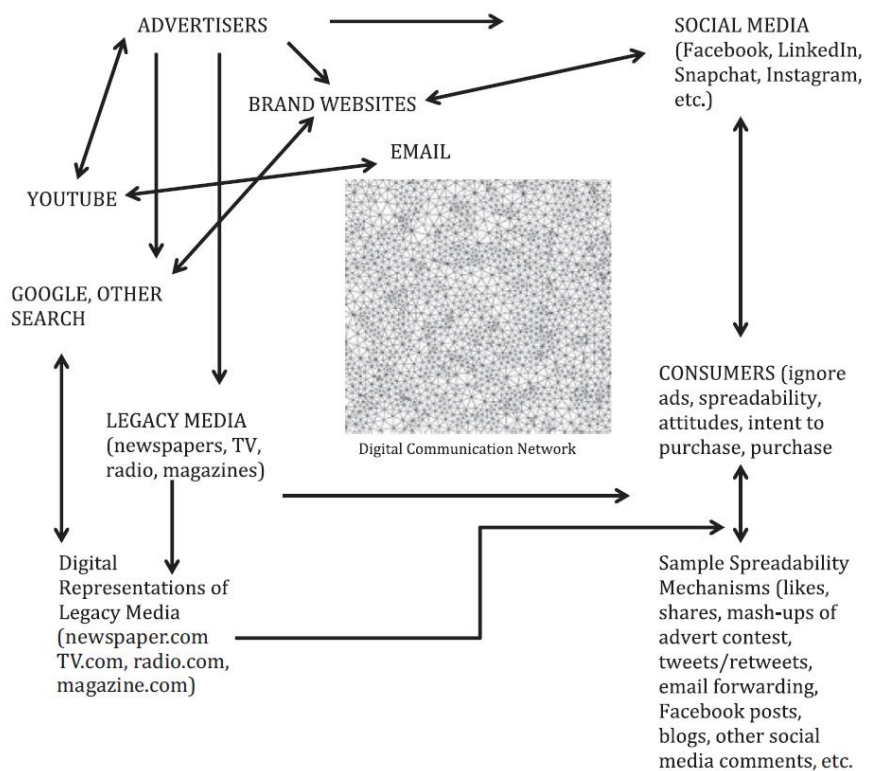 ADVERTISERS
SOCIAL MEDIA
(Facebook, LinkedIn,
Snapchat, Instagram,
etc.)
BRAND WEBSITES
EMAIL
YOUTUBE
GOOGLE, OTHER
SEARCH
CONSUMERS (ignore
ads, spreadability,
attitudes, intent to
purchase, purchase
LEGACY MEDIA
(newspapers, TV,
radio, magazines)
Digital Communication Network
Digital
Representations of
Legacy Media
(newspaper.com
TV.com, radio.com,
magazine.com)
Sample Spreadability
Mechanisms (likes,
shares, mash-ups of
advert contest,
tweets/retweets,
email forwarding,
Facebook posts,
blogs, other social
media comments, etc.